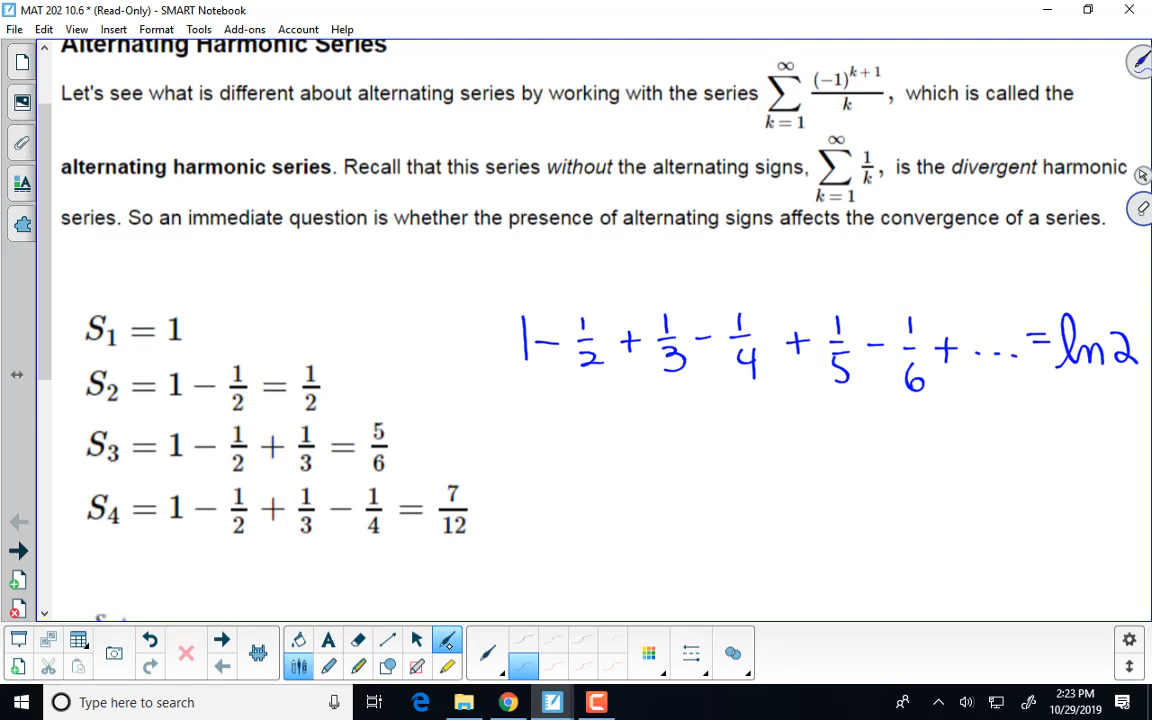 MAT 202 10.6 * (Read-Only) - SMART Notebook
File Edit View Insert Format Tools Add-ons Account Help
Alternating Harmonic Series
Let's see what is different about alternating series by working with the series ∑_{k=1}^{∞} (−1)^{k+1}/k, which is called the
alternating harmonic series. Recall that this series without the alternating signs, ∑_{k=1}^{∞} 1/k, is the divergent harmonic
series. So an immediate question is whether the presence of alternating signs affects the convergence of a series.
S₁ = 1
1 − 1/2 + 1/3 − 1/4 + 1/5 − 1/6 + ... = ln 2
S₂ = 1 − 1/2 = 1/2
S₃ = 1 − 1/2 + 1/3 = 5/6
S₄ = 1 − 1/2 + 1/3 − 1/4 = 7/12
Type here to search
2:23 PM
10/29/2019